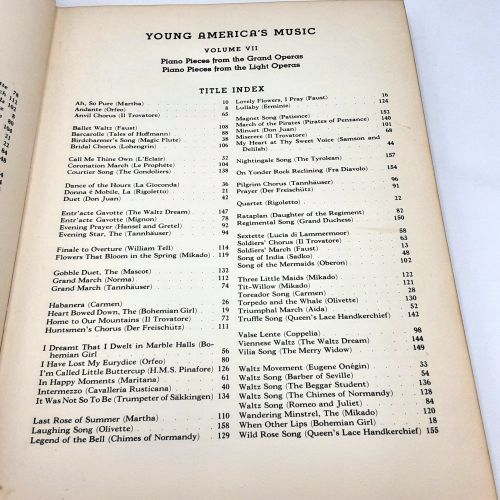 YOUNG AMERICA'S MUSIC
VOLUME VII
Piano Pieces from the Grand Operas
Piano Pieces from the Light Operas
TITLE INDEX
Ah, So Pure (Martha) 10
Andante (Orfeo) 8
Anvil Chorus (Il Trovatore) 65
Ballet Waltz (Faust) 108
Barcarolle (Tales of Hoffmann) 88
Birdcharmer's Song (Magic Flute) 38
Bridal Chorus (Lohengrin) 106
Call Me Thine Own (L'Eclair) 52
Coronation March (Le Prophète) 104
Courtier Song (The Gondoliers) 138
Dance of the Hours (La Gioconda) 36
Donna è Mobile, La (Rigoletto) 21
Duet (Don Juan) 42
Entr'acte Gavotte (The Waltz Dream) 147
Entr'acte Gavotte (Mignon) 78
Evening Prayer (Hansel and Gretel) 92
Evening Star, The (Tannhäuser) 94
Finale to Overture (William Tell) 114
Flowers That Bloom in the Spring (Mikado) 119
Gobble Duet, The (Mascot) 132
Grand March (Norma) 112
Grand March (Tannhäuser) 74
Habanera (Carmen) 26
Heart Bowed Down, The (Bohemian Girl) 19
Home to Our Mountains (Il Trovatore) 72
Huntsmen's Chorus (Der Freischütz) 111
I Dreamt That I Dwelt in Marble Halls (Bo-
hemian Girl 56
I Have Lost My Eurydice (Orfeo) 80
I'm Called Little Buttercup (H.M.S. Pinafore) 126
In Happy Moments (Maritana) 61
Intermezzo (Cavalleria Rusticana) 40
It Was Not So To Be (Trumpeter of Säkkingen) 134
Last Rose of Summer (Martha) 110
Laughing Song (Olivette) 158
Legend of the Bell (Chimes of Normandy) 129
Lovely Flowers, I Pray (Faust) 16
Lullaby (Erminie) 124
Magnet Song (Patience) 152
March of the Pirates (Pirates of Penzance) 140
Minuet (Don Juan) 101
Miserere (Il Trovatore) 68
My Heart at Thy Sweet Voice (Samson and
Delilah) 44
Nightingale Song (The Tyrolean) 157
On Yonder Rock Reclining (Fra Diavolo) 154
Pilgrim Chorus (Tannhäuser) 96
Prayer (Der Freischütz) 91
Quartet (Rigoletto) 22
Rataplan (Daughter of the Regiment) 82
Regimental Song (Grand Duchess) 150
Sextette (Lucia di Lammermoor) 58
Soldiers' Chorus (Il Trovatore) 63
Soldiers' March (Faust) 13
Song of India (Sadko) 48
Song of the Mermaids (Oberon) 102
Three Little Maids (Mikado) 122
Tit-Willow (Mikado) 121
Toreador Song (Carmen) 28
Torpedo and the Whale (Olivette) 130
Triumphal March (Aida) 52
Truffle Song (Queen's Lace Handkerchief) 142
Valse Lente (Coppelia) 98
Viennese Waltz (The Waltz Dream) 144
Vilia Song (The Merry Widow) 149
Waltz Movement (Eugene Onègin) 33
Waltz Song (Barber of Seville) 54
Waltz Song (The Beggar Student) 136
Waltz Song (The Chimes of Normandy) 128
Waltz Song (Romeo and Juliet) 84
Wandering Minstrel, The (Mikado) 120
When Other Lips (Bohemian Girl) 18
Wild Rose Song (Queen's Lace Handkerchief) 155